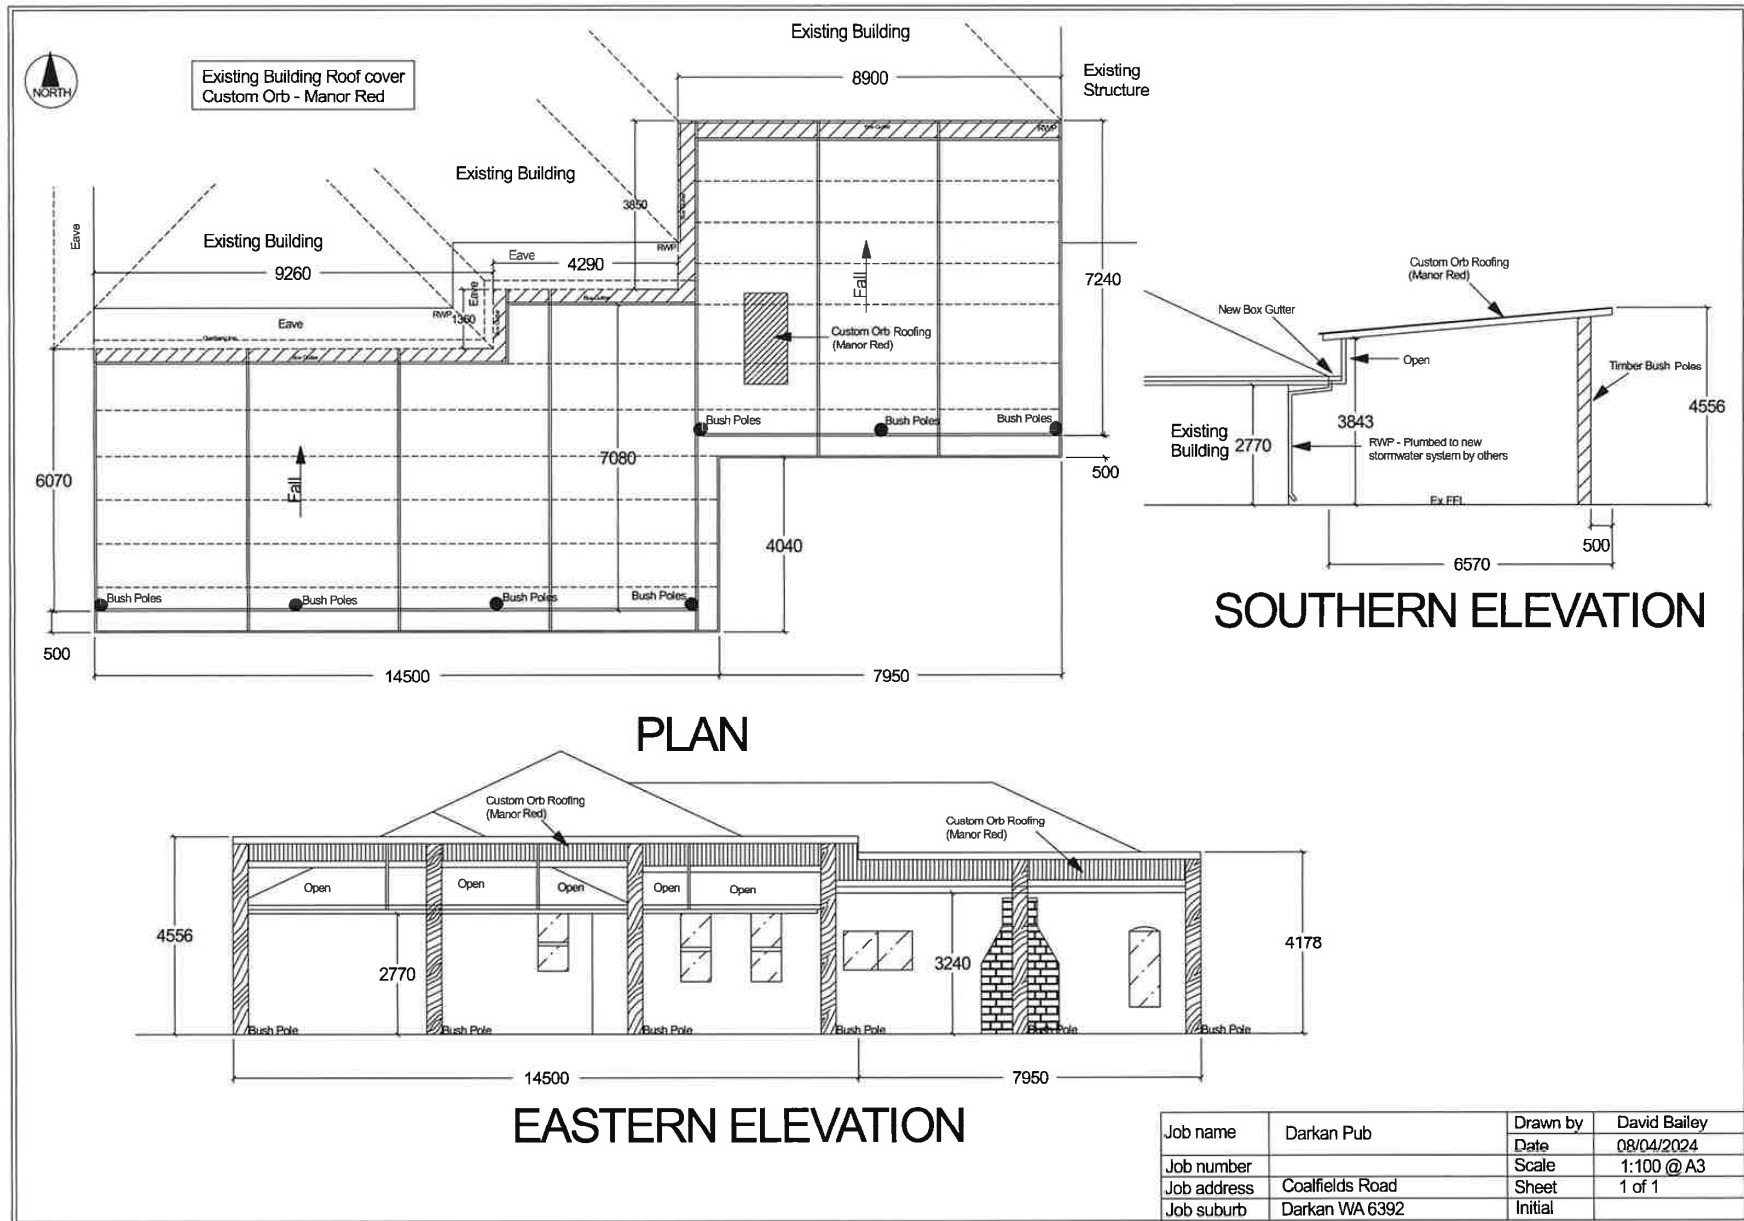 Existing Building
NORTH
Existing Building Roof cover
Custom Orb - Manor Red
8900
Existing
Structure
RWP
Existing Building
3850
Eave
Existing Building
RWP
Eave
4290
9260
Eave
7240
Fall
RWP
1360
Eave
Custom Orb Roofing
(Manor Red)
Bush Poles
Bush Poles
Bush Poles
7080
6070
Fall
500
4040
Bush Poles
Bush Poles
Bush Poles
Bush Poles
500
14500
7950
PLAN
Custom Orb Roofing
(Manor Red)
New Box Gutter
Open
Timber Bush Poles
4556
3843
Existing
Building
2770
RWP - Plumbed to new
stormwater system by others
Ex FFL
500
6570
SOUTHERN ELEVATION
Custom Orb Roofing
(Manor Red)
Custom Orb Roofing
(Manor Red)
Open
Open
Open
Open
Open
4556
2770
3240
4178
Bush Pole
Bush Pole
Bush Pole
Bush Pole
Bush Pole
Bush Pole
14500
7950
EASTERN ELEVATION
Job name Darkan Pub Drawn by David Bailey
Date 08/04/2024
Job number Scale 1:100 @ A3
Job address Coalfields Road Sheet 1 of 1
Job suburb Darkan WA 6392 Initial